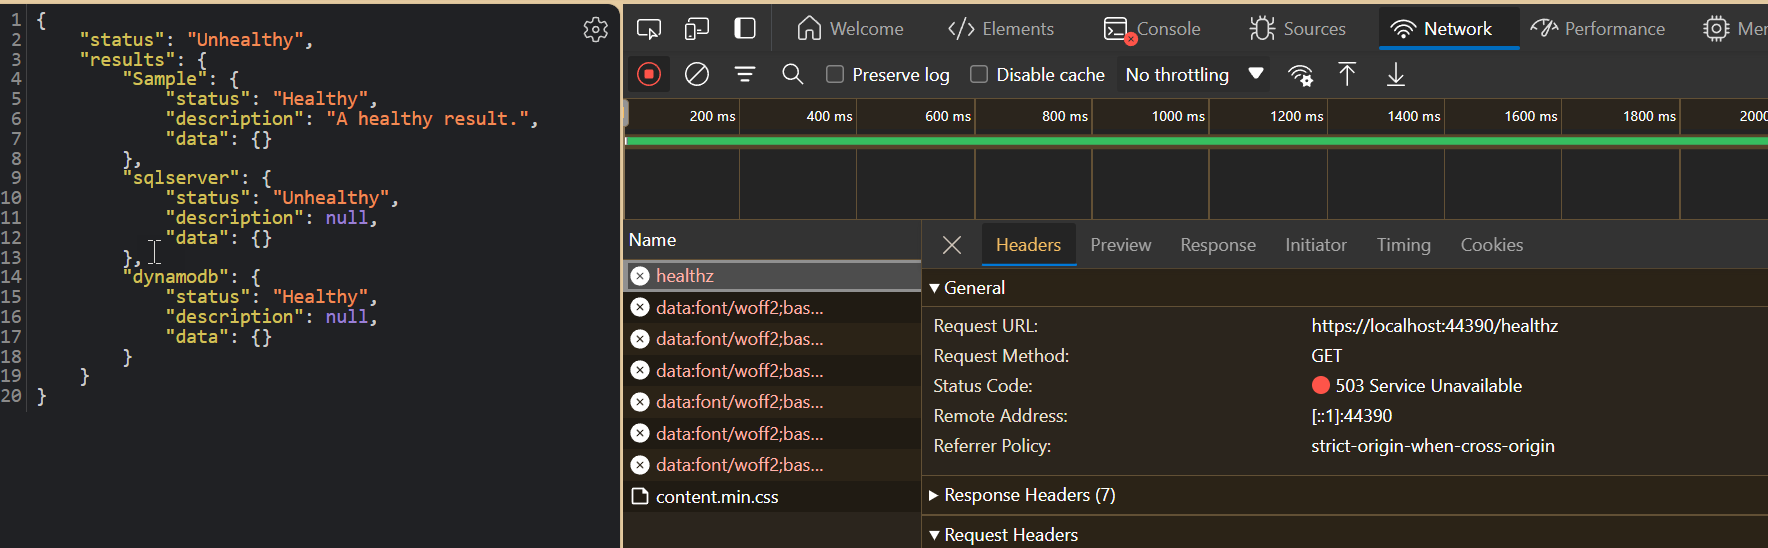 1 {
2     "status": "Unhealthy",
3     "results": {
4         "Sample": {
5             "status": "Healthy",
6             "description": "A healthy result.",
7             "data": {}
8         },
9         "sqlserver": {
10             "status": "Unhealthy",
11             "description": null,
12             "data": {}
13         },
14         "dynamodb": {
15             "status": "Healthy",
16             "description": null,
17             "data": {}
18         }
19     }
20 }
Welcome Elements Console Sources Network Performance
Preserve log Disable cache No throttling
200 ms 400 ms 600 ms 800 ms 1000 ms 1200 ms 1400 ms 1600 ms 1800 ms
Name
healthz
data:font/woff2;bas...
data:font/woff2;bas...
data:font/woff2;bas...
data:font/woff2;bas...
data:font/woff2;bas...
data:font/woff2;bas...
content.min.css
Headers Preview Response Initiator Timing Cookies
General
Request URL: https://localhost:44390/healthz
Request Method: GET
Status Code: 503 Service Unavailable
Remote Address: [::1]:44390
Referrer Policy: strict-origin-when-cross-origin
Response Headers (7)
Request Headers